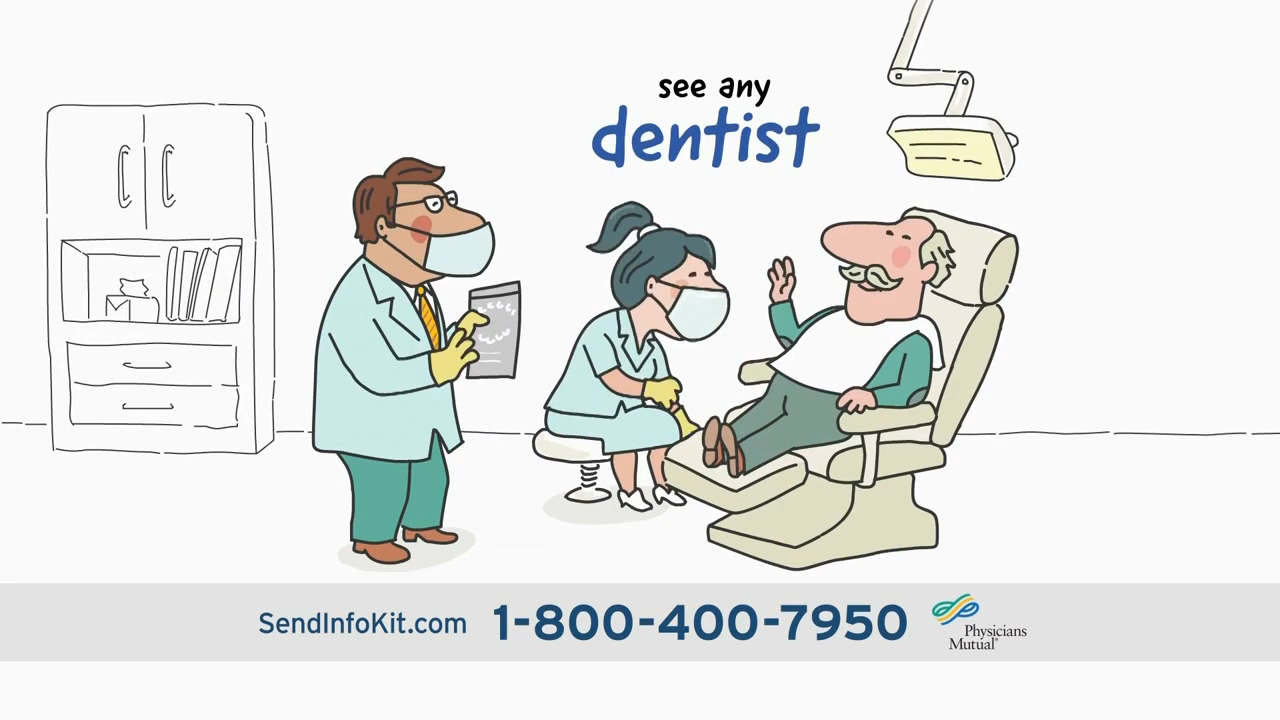 see any
dentist
SendInfoKit.com 1-800-400-7950
Physicians
Mutual®